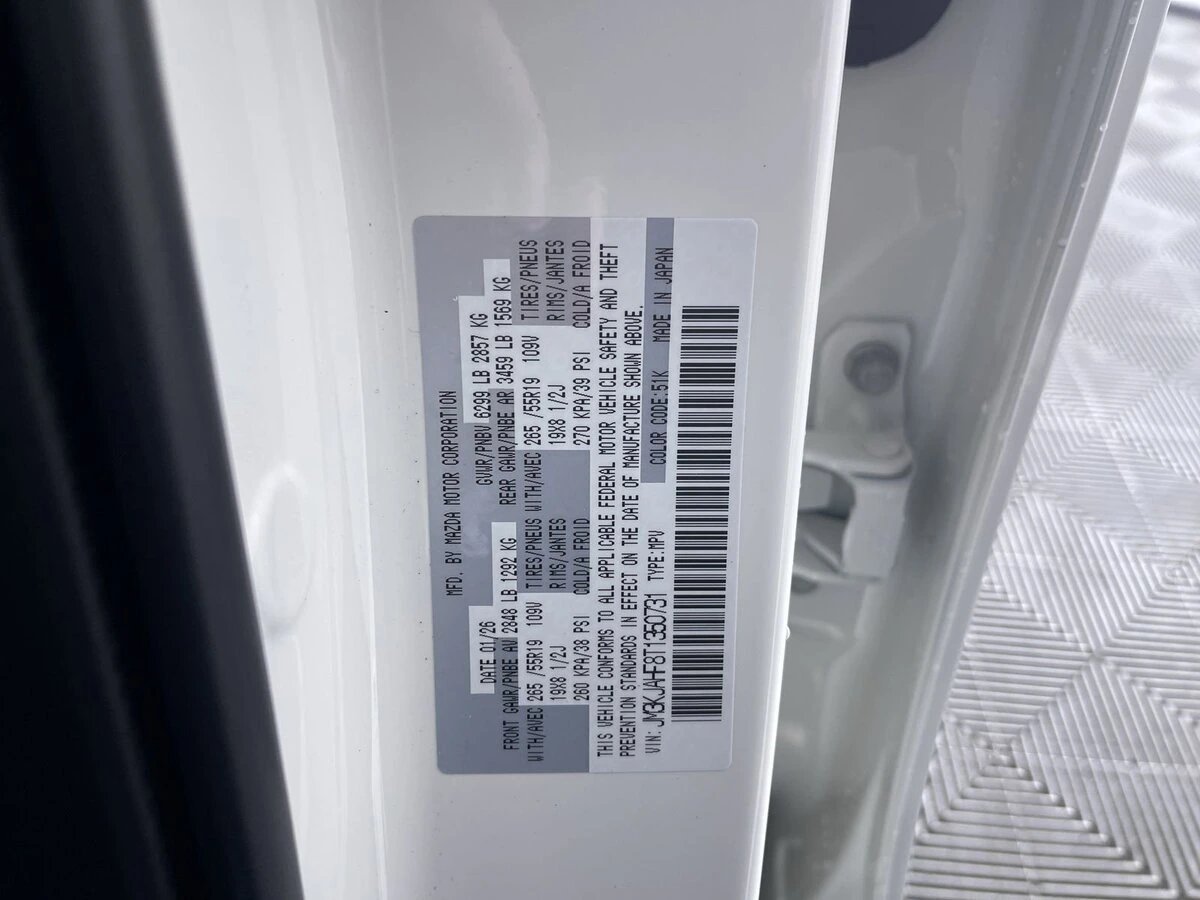 MFD. BY MAZDA MOTOR CORPORATION
DATE 01/26 GVWR/PNBV 6299 LB 2857 KG
FRONT GAWR/PNBE AV 2848 LB 1292 KG REAR GAWR/PNBE AR 3459 LB 1569 KG
WITH/AVEC 265 /55R19 109V TIRES/PNEUS WITH/AVEC 265 /55R19 109V TIRES/PNEUS
19X8 1/2J RIMS/JANTES 19X8 1/2J RIMS/JANTES
260 KPA/38 PSI COLD/A FROID 270 KPA/39 PSI COLD/A FROID
THIS VEHICLE CONFORMS TO ALL APPLICABLE FEDERAL MOTOR VEHICLE SAFETY AND THEFT
PREVENTION STANDARDS IN EFFECT ON THE DATE OF MANUFACTURE SHOWN ABOVE.
VIN: JM3KJAHF8T1350731 TYPE:MPV COLOR CODE:51K MADE IN JAPAN